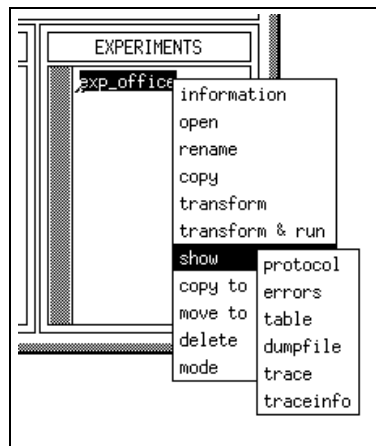 EXPERIMENTS
exp_office
information
open
rename
copy
transform
transform & run
show
copy to
move to
delete
mode
protocol
errors
table
dumpfile
trace
traceinfo